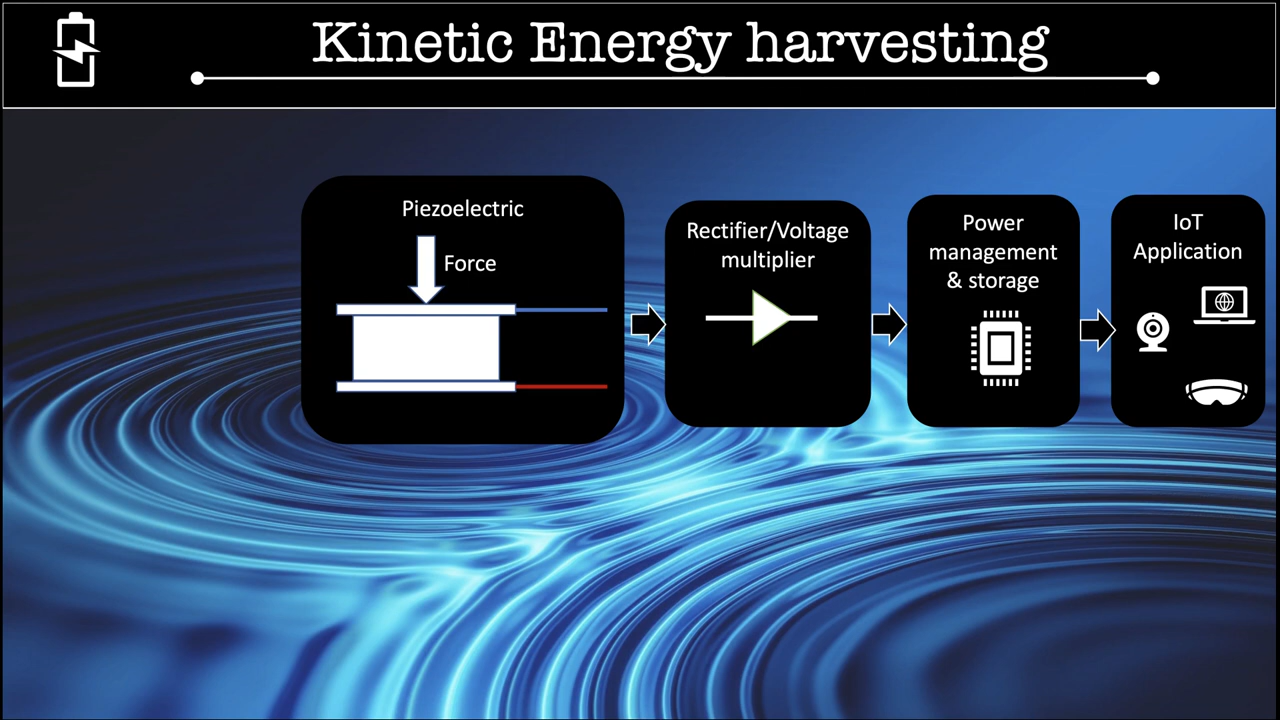 Kinetic Energy harvesting
Piezoelectric
Force
Rectifier/Voltage
multiplier
Power
management
& storage
IoT
Application